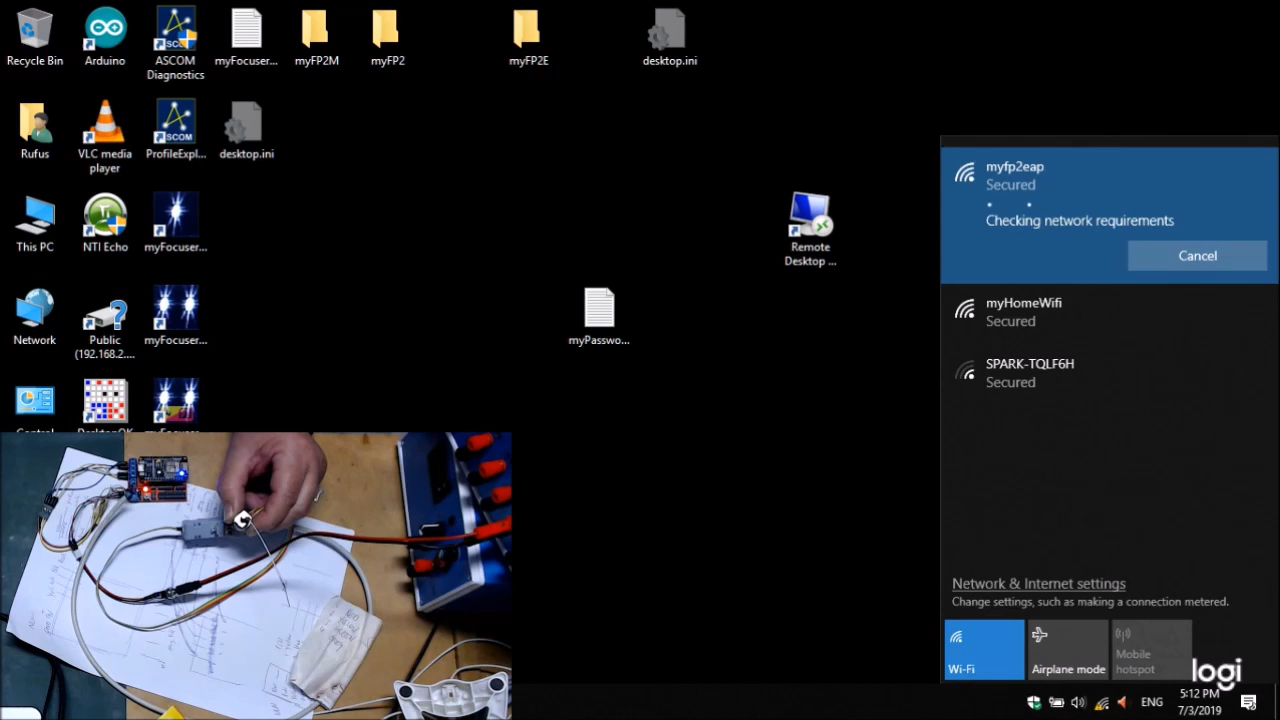 Recycle Bin
Arduino
ASCOM
Diagnostics
myFocuser...
myFP2M
myFP2
myFP2E
desktop.ini
Rufus
VLC media
player
SCOM
ProfileExpl...
desktop.ini
This PC
NTI Echo
myFocuser...
Remote
Desktop ...
Network
Public
(192.168.2....
myFocuser...
myPasswo...
myfp2eap
Secured
Checking network requirements
Cancel
myHomeWifi
Secured
SPARK-TQLF6H
Secured
Network & Internet settings
Change settings, such as making a connection metered.
Wi-Fi
Airplane mode
Mobile
hotspot
logi
ENG
5:12 PM
7/3/2019